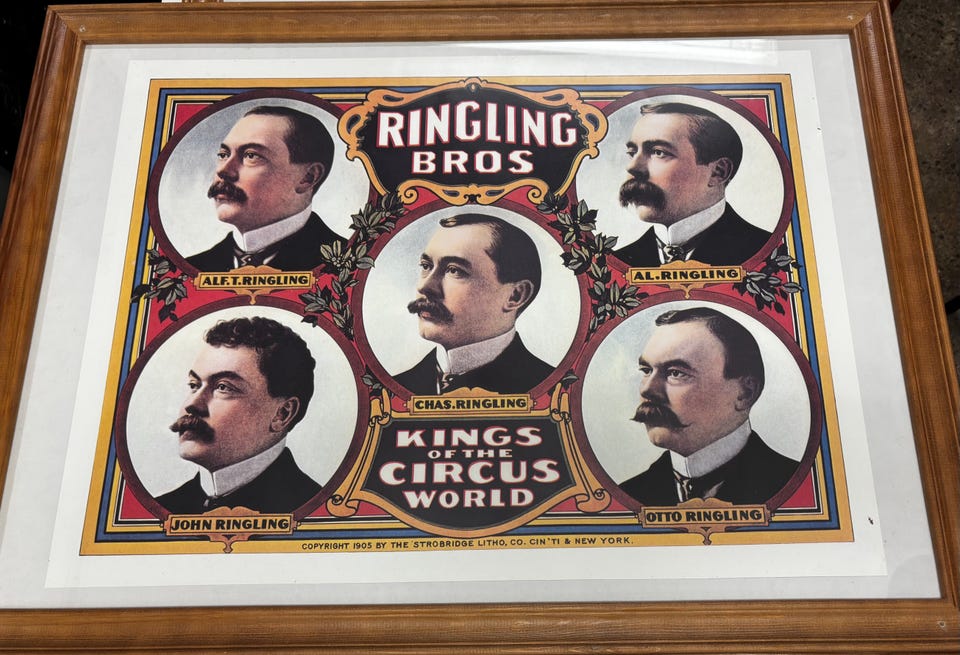 RINGLING
BROS
ALF. T. RINGLING
AL. RINGLING
CHAS. RINGLING
KINGS
OF THE
CIRCUS
WORLD
JOHN RINGLING
OTTO RINGLING
COPYRIGHT 1905 BY THE STROBRIDGE LITHO, CO. CIN'TI & NEW YORK.